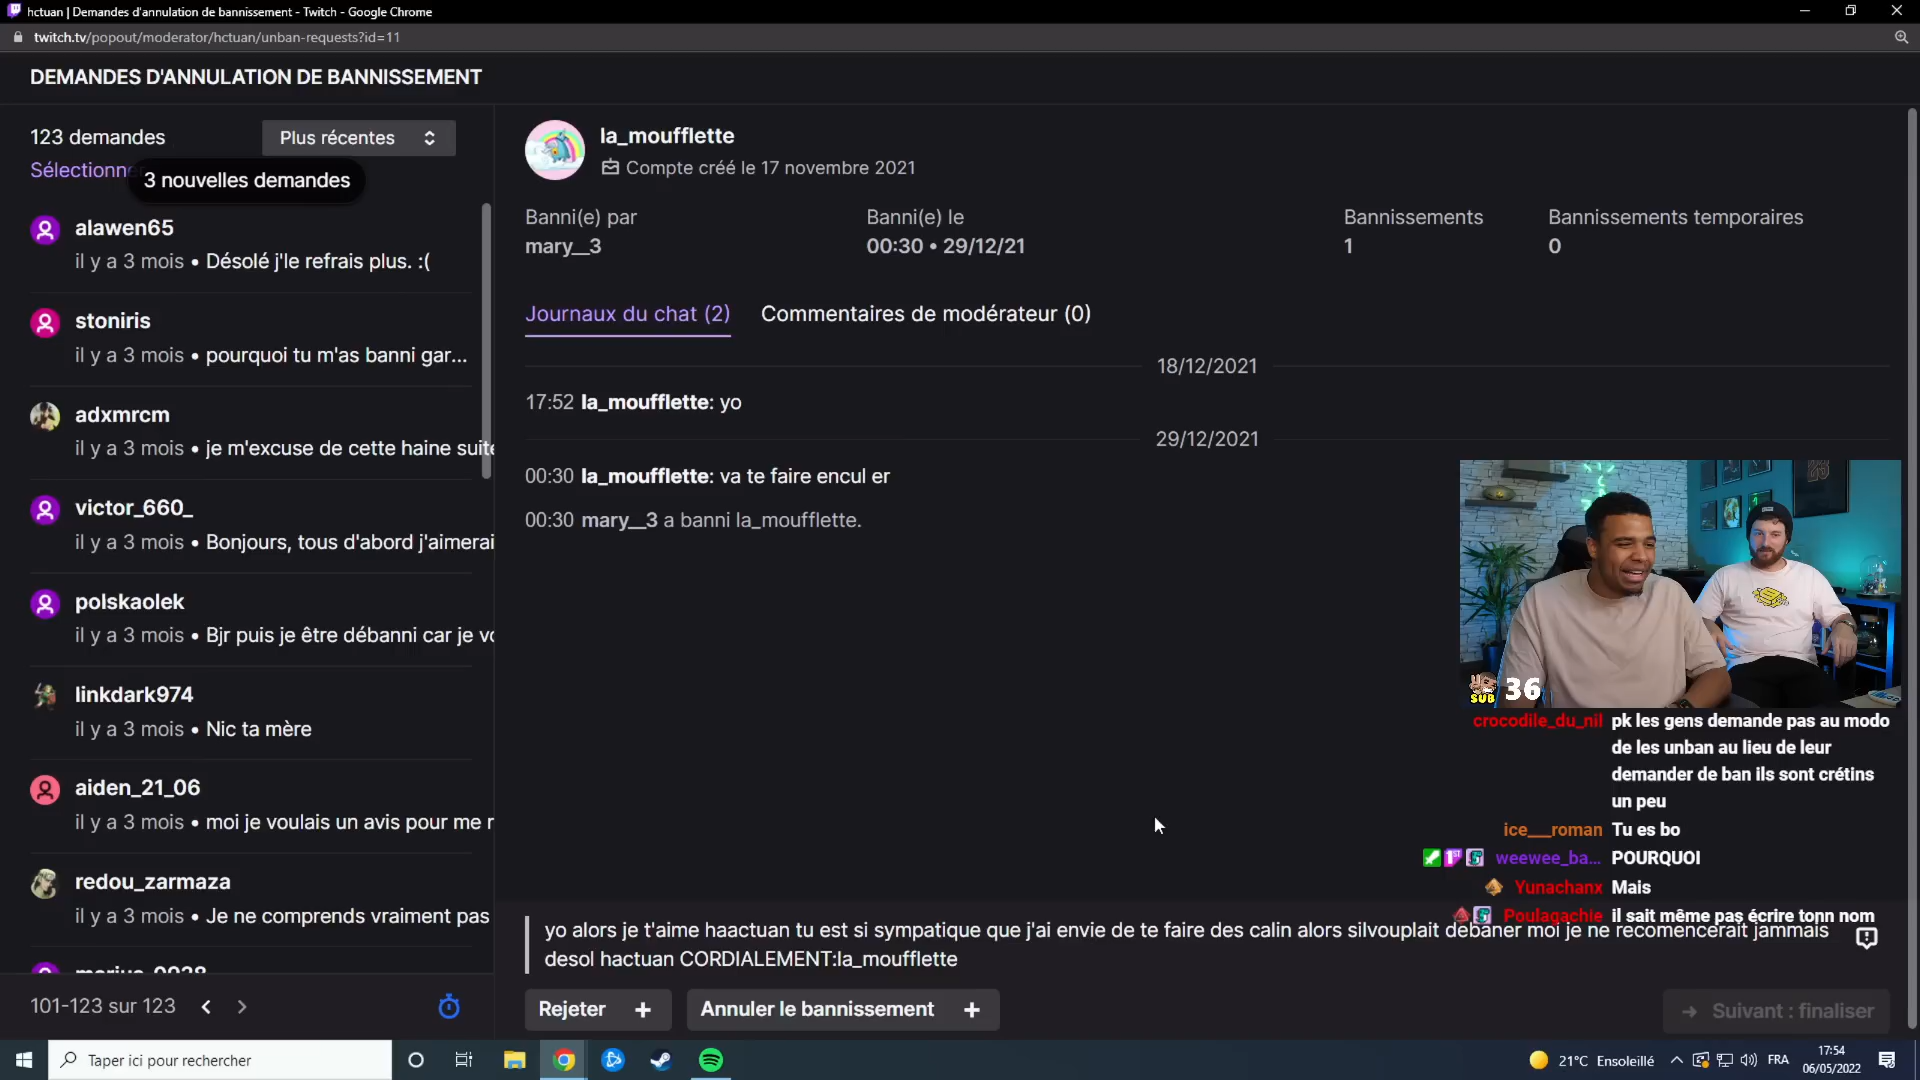 hctuan | Demandes d'annulation de bannissement - Twitch - Google Chrome
twitch.tv/popout/moderator/hctuan/unban-requests?id=11
DEMANDES D'ANNULATION DE BANNISSEMENT
123 demandes
Plus récentes
Sélectionne
3 nouvelles demandes
alawen65
il y a 3 mois • Désolé j'le refrais plus. :(
stoniris
il y a 3 mois • pourquoi tu m'as banni gar...
adxmrcm
il y a 3 mois • je m'excuse de cette haine suite
victor_660_
il y a 3 mois • Bonjours, tous d'abord j'aimerai
polskaolek
il y a 3 mois • Bjr puis je être débanni car je vo
linkdark974
il y a 3 mois • Nic ta mère
aiden_21_06
il y a 3 mois • moi je voulais un avis pour me r
redou_zarmaza
il y a 3 mois • Je ne comprends vraiment pas
101-123 sur 123
la_moufflette
Compte créé le 17 novembre 2021
Banni(e) par
mary__3
Banni(e) le
00:30 • 29/12/21
Bannissements
1
Bannissements temporaires
0
Journaux du chat (2)
Commentaires de modérateur (0)
18/12/2021
17:52 la_moufflette: yo
29/12/2021
00:30 la_moufflette: va te faire encul er
00:30 mary__3 a banni la_moufflette.
23
SUB 36
crocodile_du_nil pk les gens demande pas au modo
de les unban au lieu de leur
demander de ban ils sont crétins
un peu
ice__roman Tu es bo
weewee_ba... POURQUOI
Yunachanx Mais
Poulagachie il sait même pas écrire tonn nom
yo alors je t'aime haactuan tu est si sympatique que j'ai envie de te faire des calin alors silvouplait debaner moi je ne recomencerait jammais
desol hactuan CORDIALEMENT:la_moufflette
Rejeter +
Annuler le bannissement +
Suivant : finaliser
Taper ici pour rechercher
21°C Ensoleillé
FRA
17:54
06/05/2022